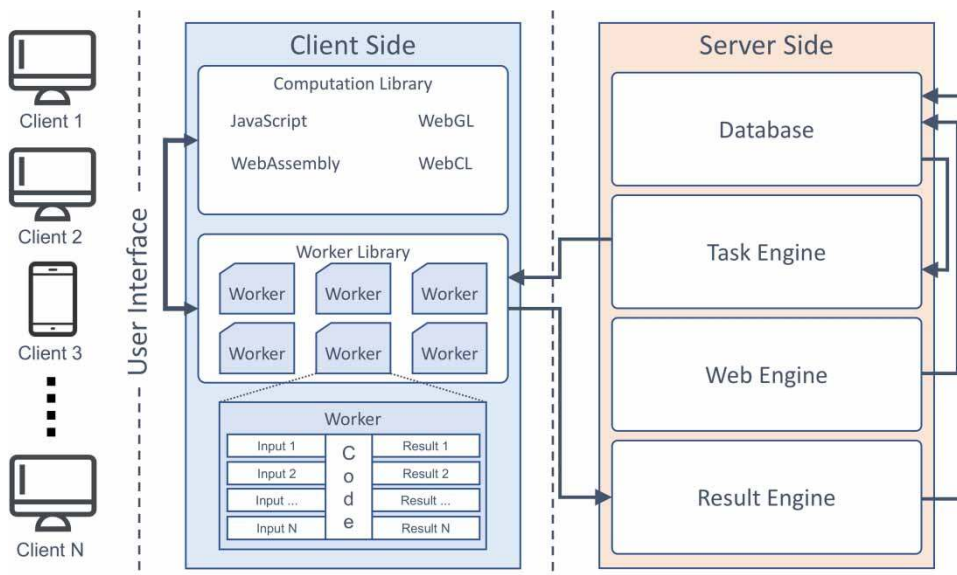 Client 1
Client 2
Client 3
Client N
User Interface
Client Side
Computation Library
JavaScript WebGL
WebAssembly WebCL
Worker Library
Worker Worker Worker
Worker Worker Worker
Worker
Input 1 Result 1
Input 2 Result 2
Input ... Result ...
Input N Result N
Code
Server Side
Database
Task Engine
Web Engine
Result Engine